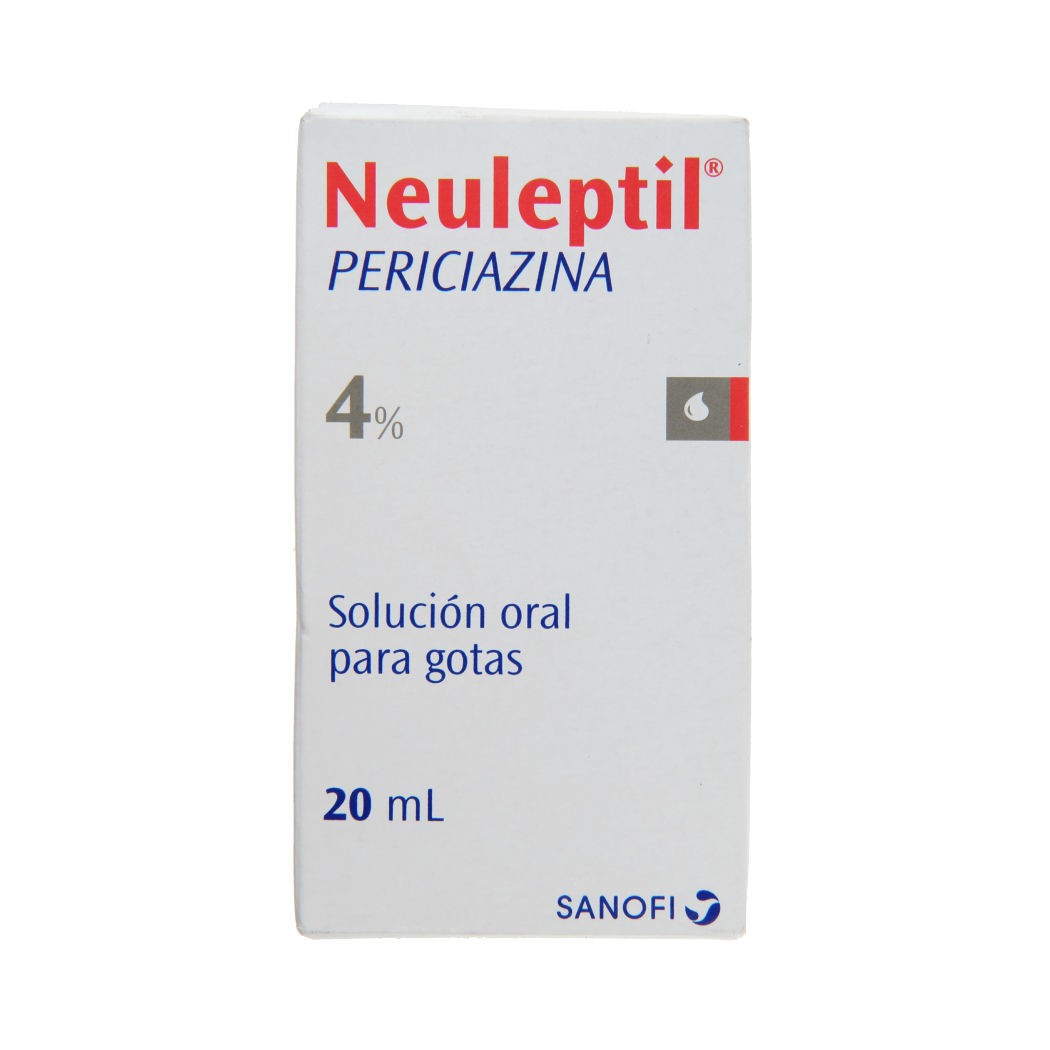 Neuleptil®
PERICIAZINA
4%
Solución oral
para gotas
20 mL
SANOFI